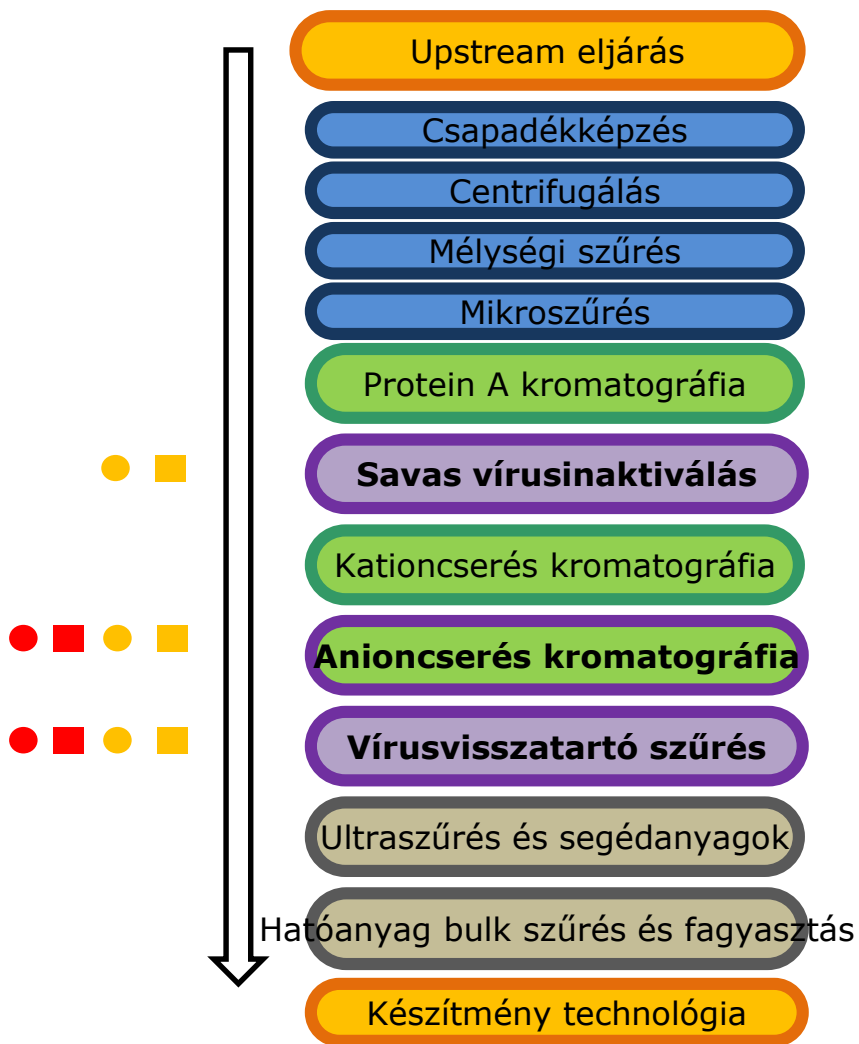 Upstream eljárás
Csapadékképzés
Centrifugálás
Mélységi szűrés
Mikroszűrés
Protein A kromatográfia
Savas vírusinaktiválás
Kationcserés kromatográfia
Anioncserés kromatográfia
Vírusvisszatartó szűrés
Ultraszűrés és segédanyagok
Hatóanyag bulk szűrés és fagyasztás
Készítmény technológia